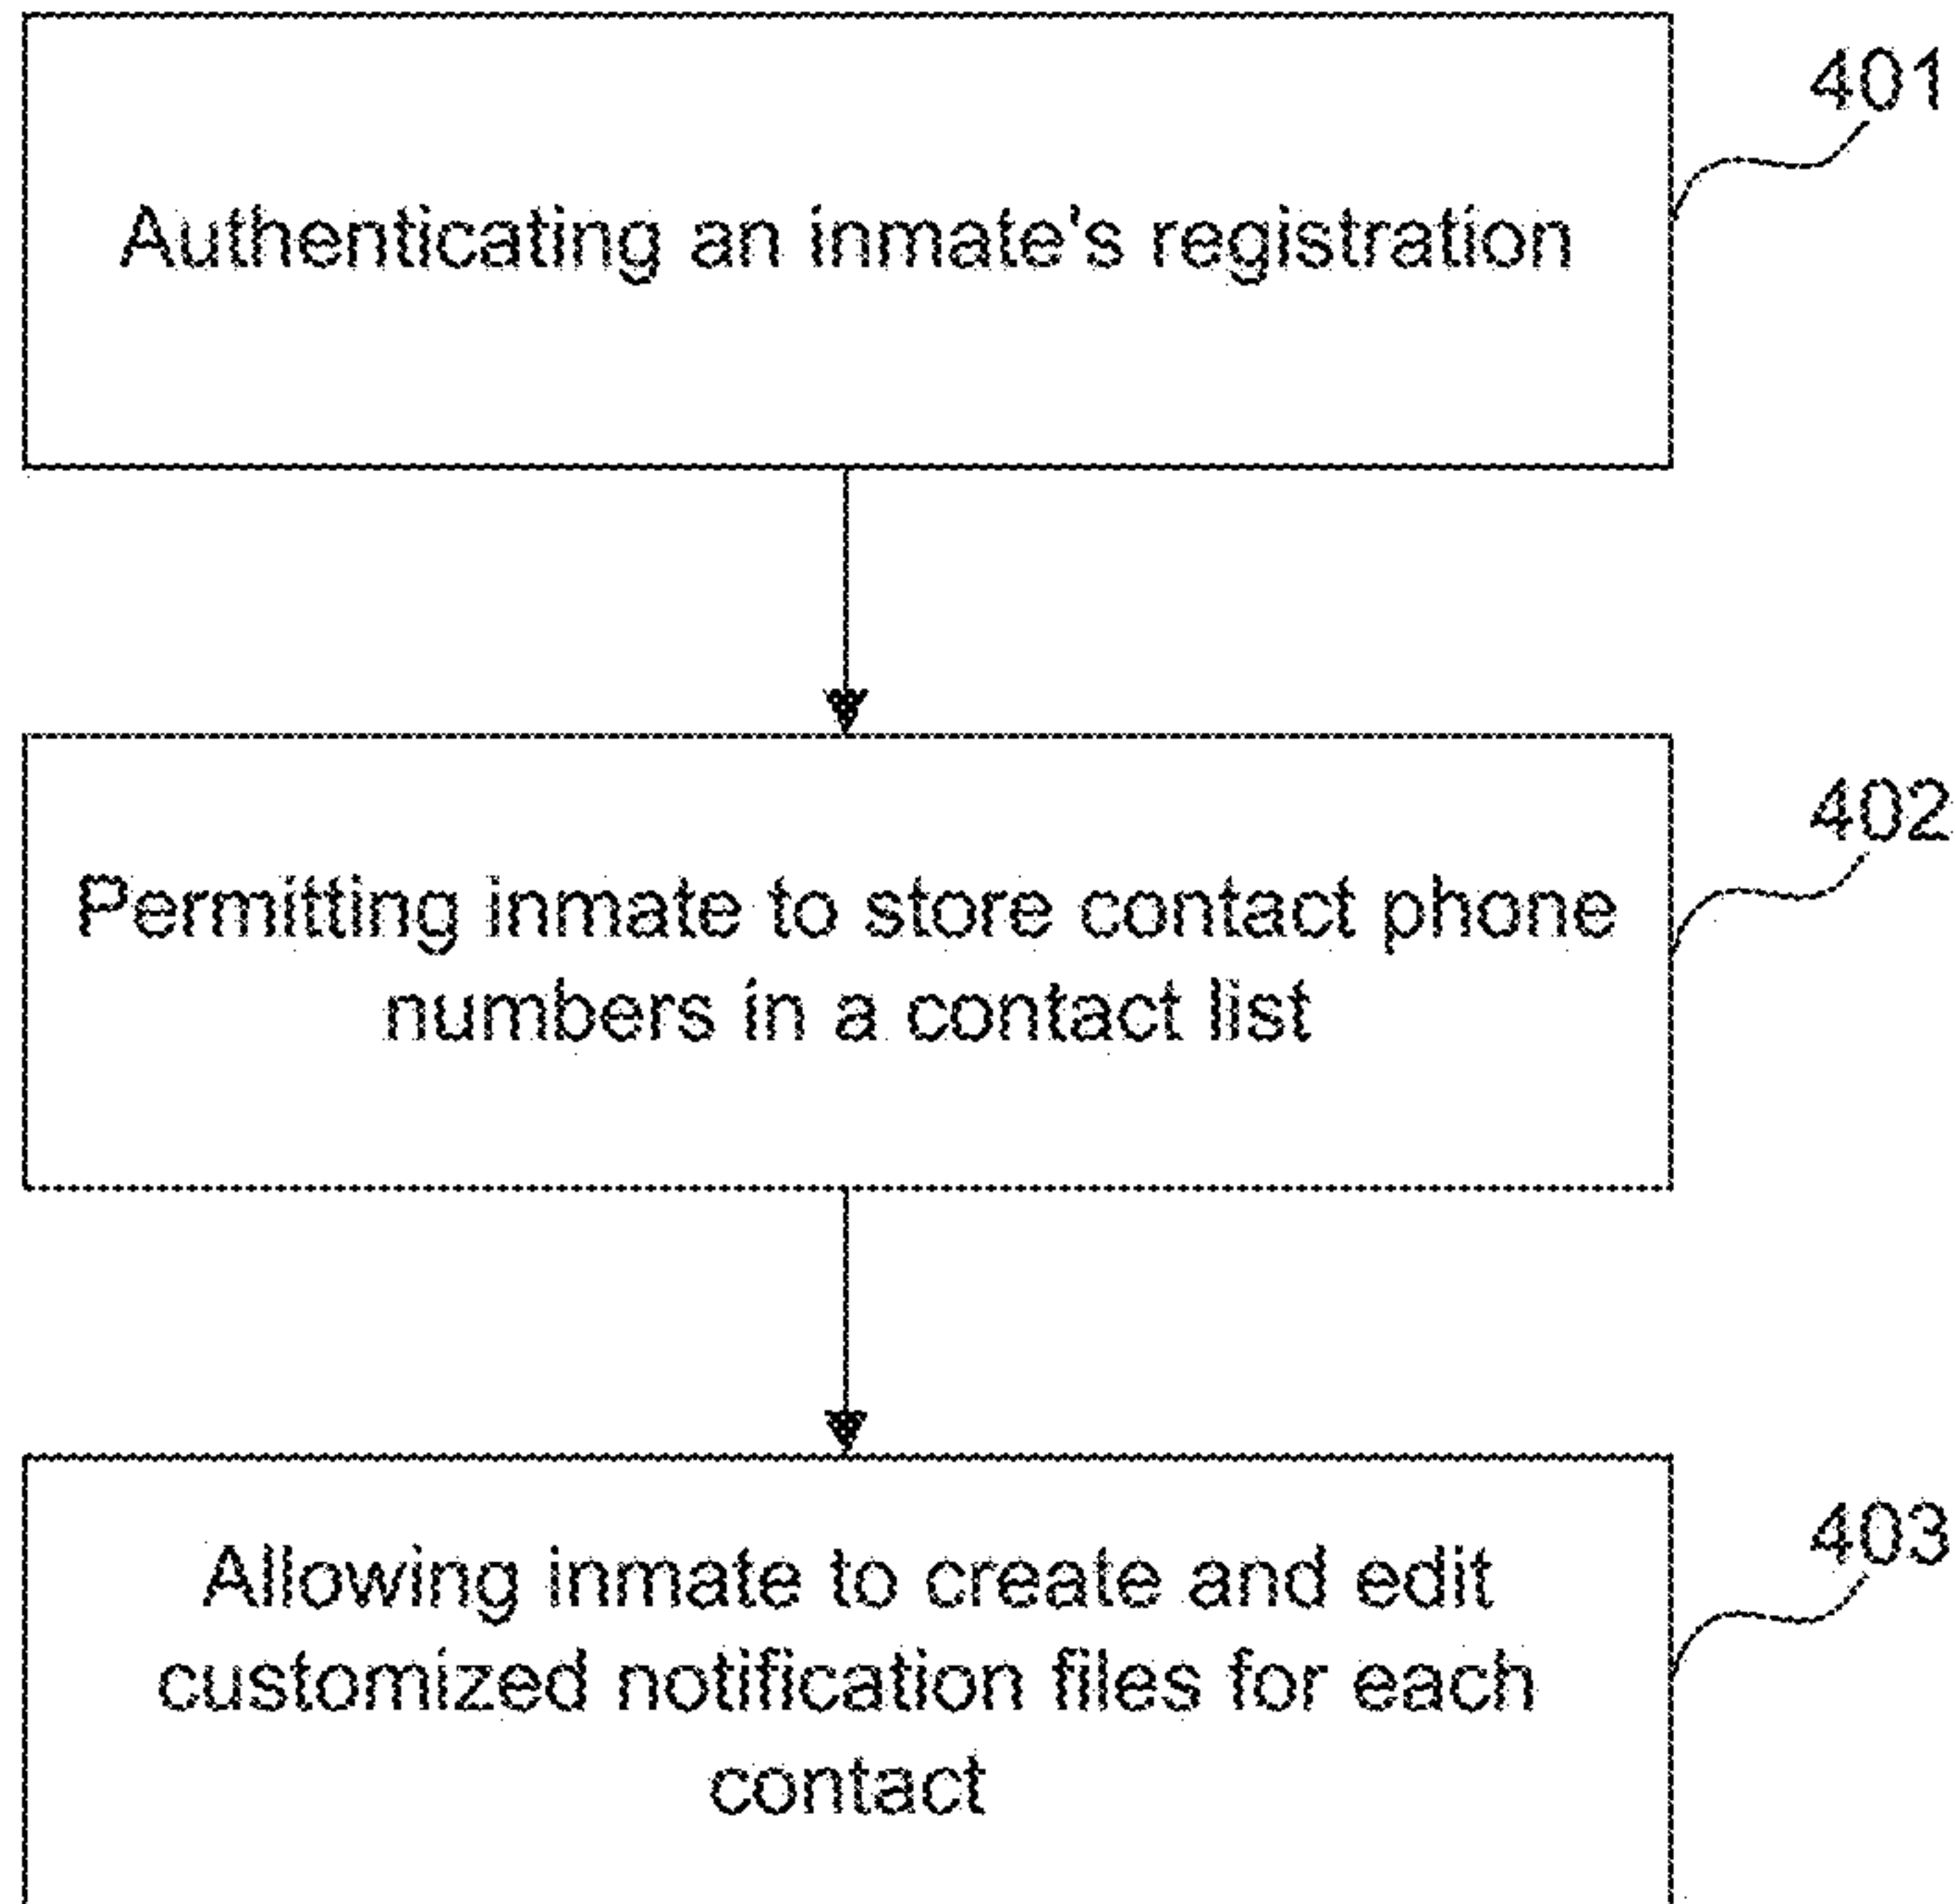 401
Authenticating an inmate's registration
402
Permitting inmate to store contact phone
numbers in a contact list
403
Allowing inmate to create and edit
customized notification files for each
contact